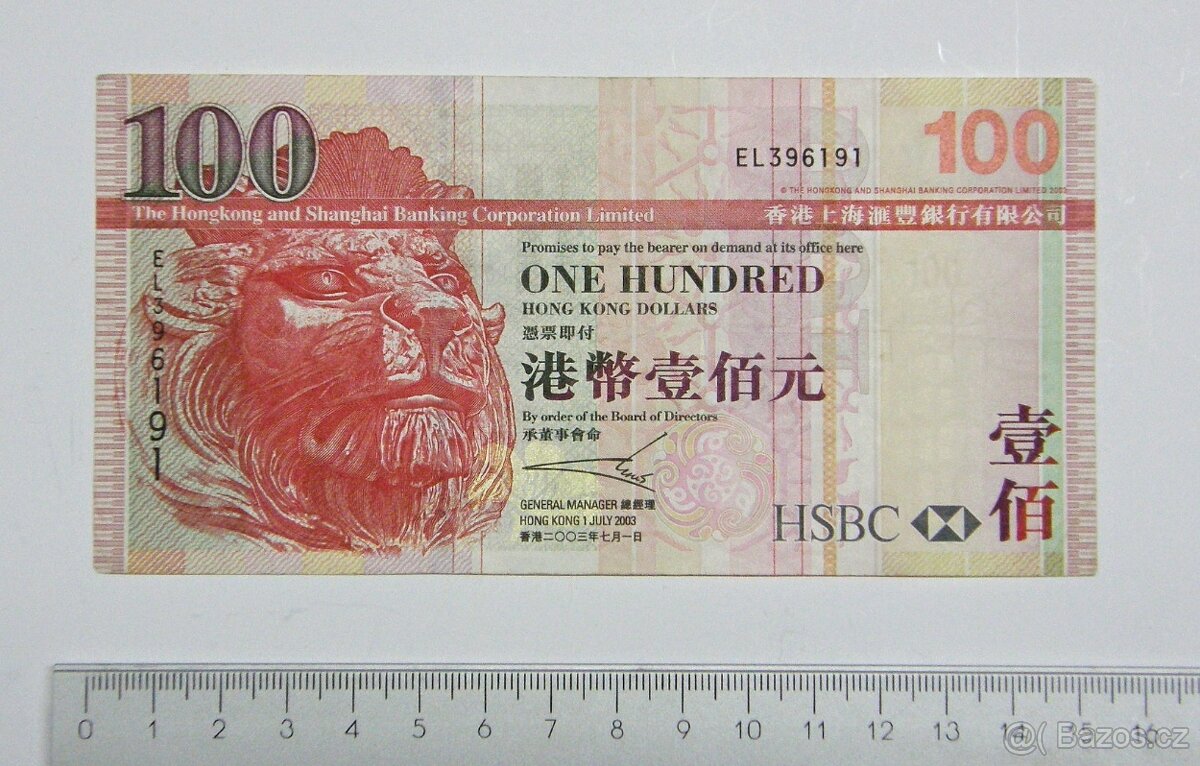 100
EL396191
100
© THE HONGKONG AND SHANGHAI BANKING CORPORATION LIMITED 2002
The Hongkong and Shanghai Banking Corporation Limited
香港上海滙豐銀行有限公司
EL396191
Promises to pay the bearer on demand at its office here
ONE HUNDRED
HONG KONG DOLLARS
憑票即付
港幣壹佰元
By order of the Board of Directors
承董事會命
GENERAL MANAGER 總經理
HONG KONG 1 JULY 2003
香港二〇〇三年七月一日
HSBC
壹佰
0 1 2 3 4 5 6 7 8 9 10 11 12 13 14 15 16
@( Bazos.cz